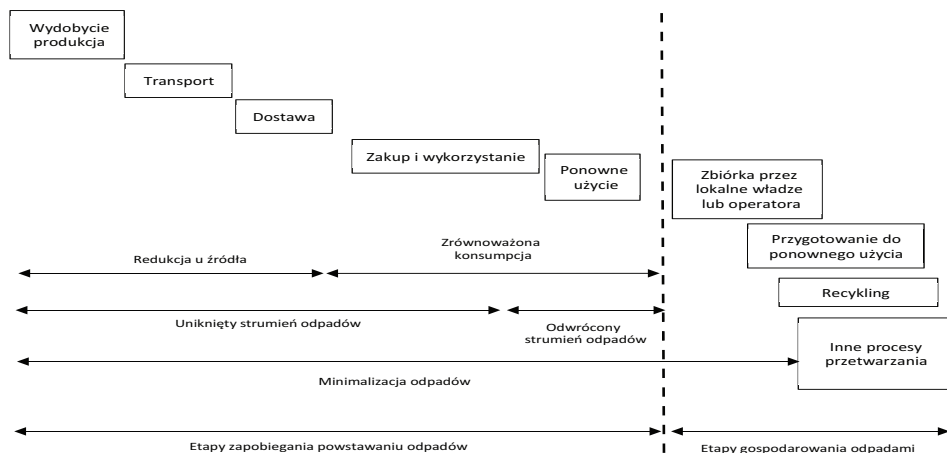 Wydobycie
produkcja
Transport
Dostawa
Zakup i wykorzystanie
Ponowne
użycie
Zbiórka przez
lokalne władze
lub operatora
Przygotowanie do
ponownego użycia
Recykling
Inne procesy
przetwarzania
Redukcja u źródła
Zrównoważona
konsumpcja
Uniknięty strumień odpadów
Odwrócony
strumień odpadów
Minimalizacja odpadów
Etapy zapobiegania powstawaniu odpadów
Etapy gospodarowania odpadami